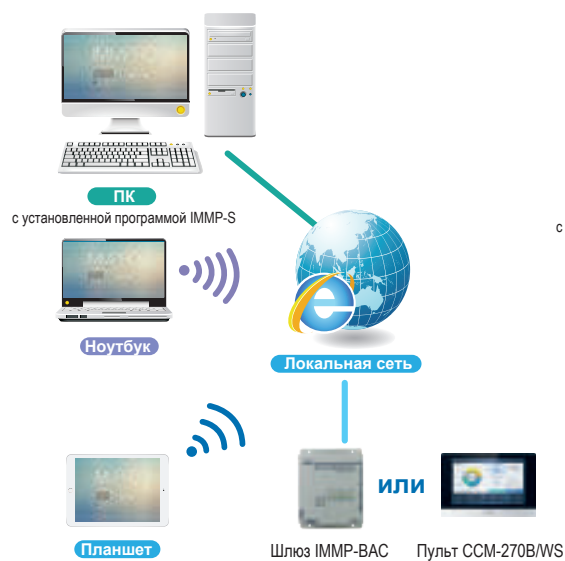 ПК
с установленной программой IMMP-S
с
Ноутбук
Локальная сеть
или
Планшет
Шлюз IMMP-BAC
Пульт CCM-270B/WS